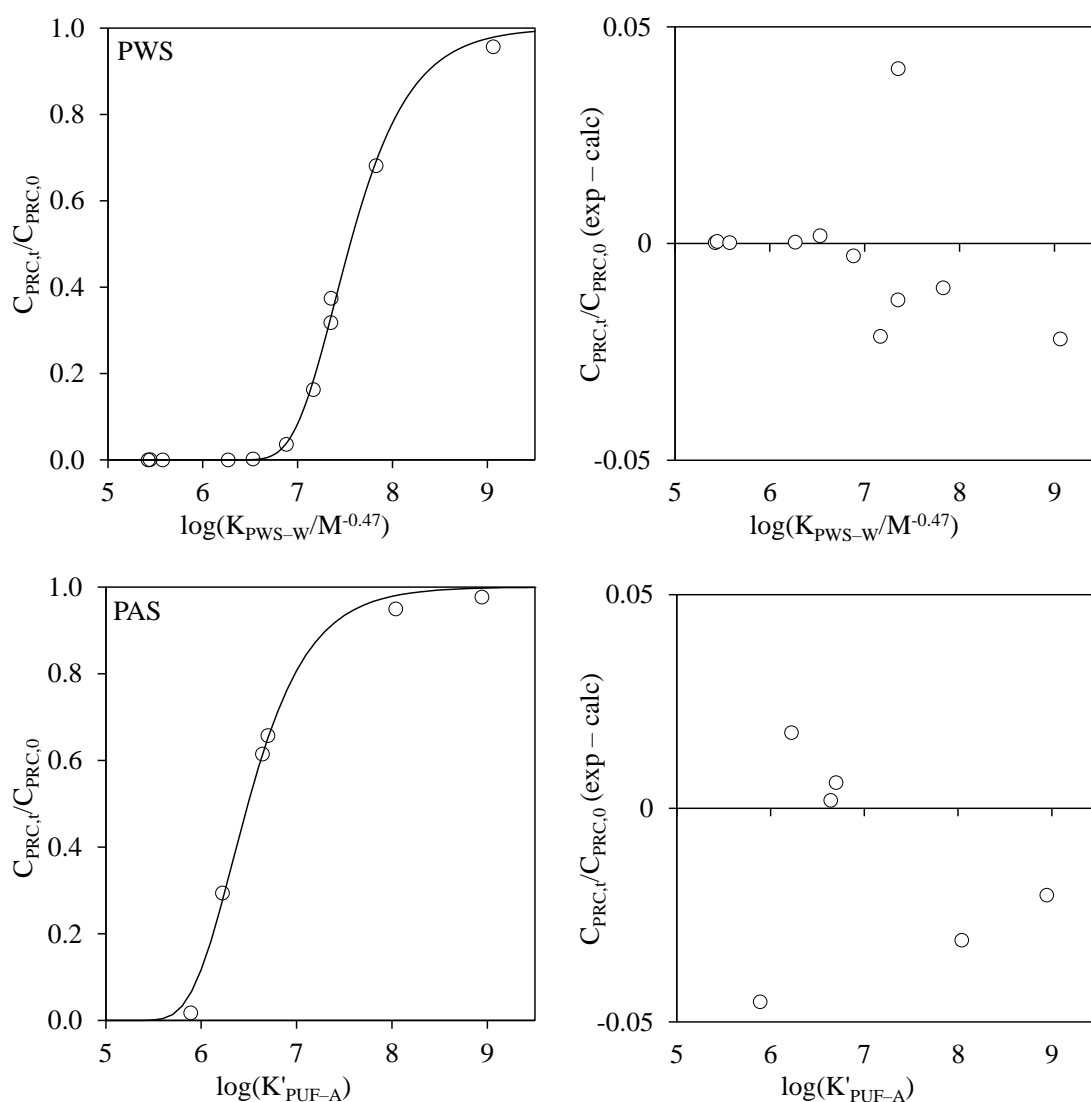 PWS
1.0
0.8
0.6
0.4
0.2
0.0
5 6 7 8 9
C_PRC,t/C_PRC,0
log(K_PWS–W/M^-0.47)
0.05
0
-0.05
5 6 7 8 9
C_PRC,t/C_PRC,0 (exp – calc)
log(K_PWS–W/M^-0.47)
PAS
1.0
0.8
0.6
0.4
0.2
0.0
5 6 7 8 9
C_PRC,t/C_PRC,0
log(K'_PUF–A)
0.05
0
-0.05
5 6 7 8 9
C_PRC,t/C_PRC,0 (exp – calc)
log(K'_PUF–A)